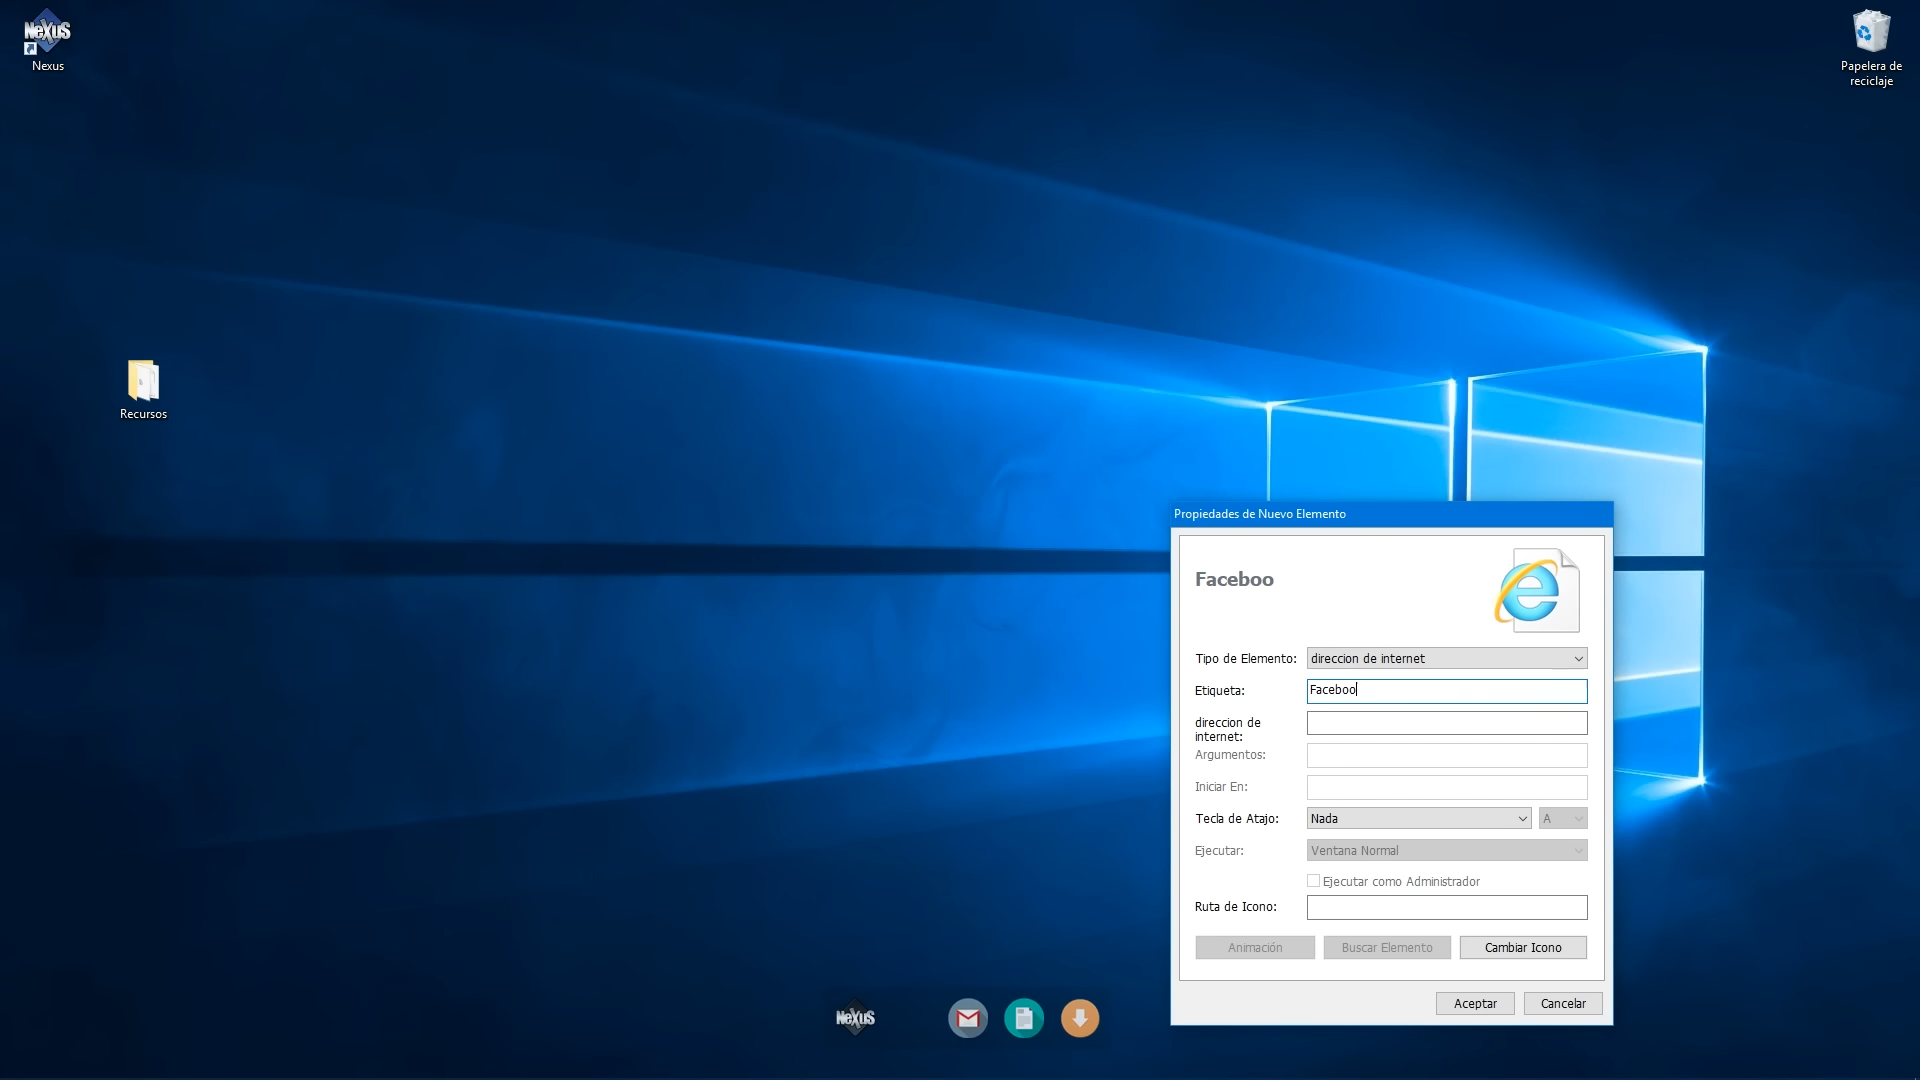 NeXuS
Nexus
Papelera de
reciclaje
Recursos
Propiedades de Nuevo Elemento
Faceboo
Tipo de Elemento: direccion de internet
Etiqueta: Faceboo
direccion de
internet:
Argumentos:
Iniciar En:
Tecla de Atajo: Nada A
Ejecutar: Ventana Normal
Ejecutar como Administrador
Ruta de Icono:
Animación Buscar Elemento Cambiar Icono
Aceptar Cancelar
NeXuS